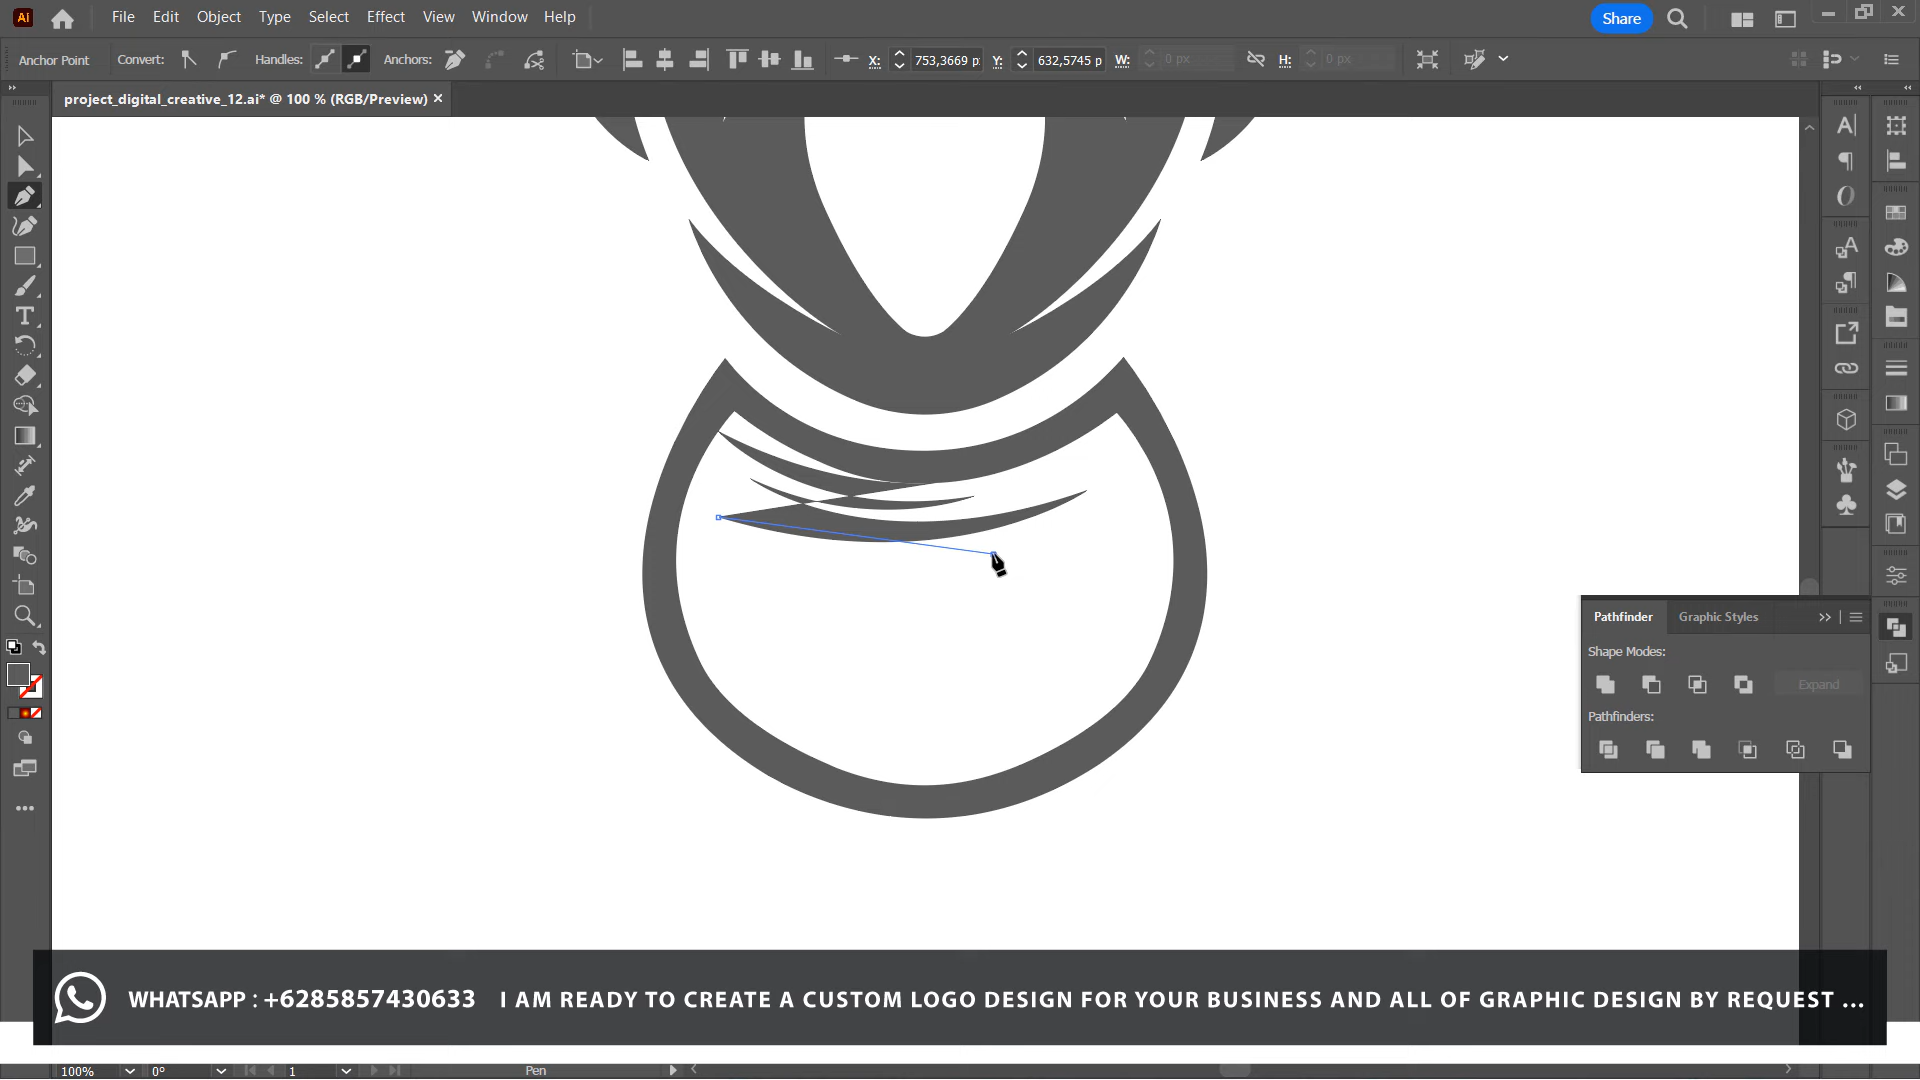 Ai File Edit Object Type Select Effect View Window Help Share
Anchor Point Convert: Handles: Anchors: X: 753,3669 p Y: 632,5745 p W: 0 px H: 0 px
project_digital_creative_12.ai* @ 100 % (RGB/Preview)
Pathfinder Graphic Styles
Shape Modes:
Expand
Pathfinders:
WHATSAPP : +6285857430633 I AM READY TO CREATE A CUSTOM LOGO DESIGN FOR YOUR BUSINESS AND ALL OF GRAPHIC DESIGN BY REQUEST ...
100% 0° 1 Pen